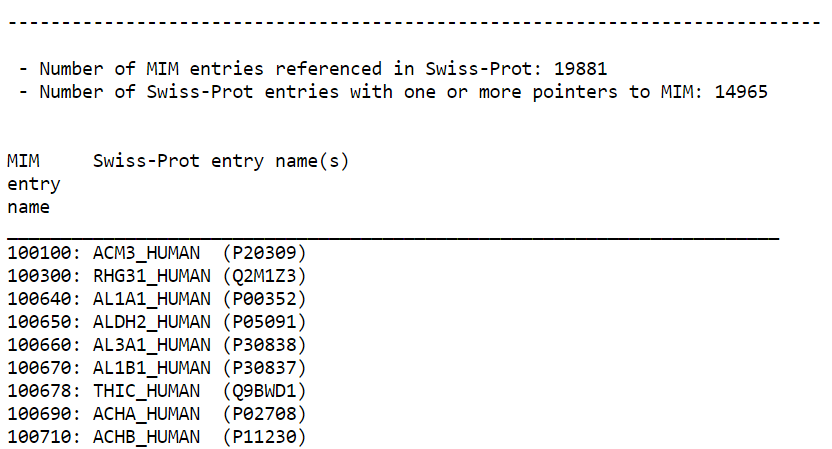 ---------------------------------------------------------------------------
- Number of MIM entries referenced in Swiss-Prot: 19881
- Number of Swiss-Prot entries with one or more pointers to MIM: 14965
MIM     Swiss-Prot entry name(s)
entry
name
________________________________________________________________________
100100: ACM3_HUMAN  (P20309)
100300: RHG31_HUMAN (Q2M1Z3)
100640: AL1A1_HUMAN (P00352)
100650: ALDH2_HUMAN (P05091)
100660: AL3A1_HUMAN (P30838)
100670: AL1B1_HUMAN (P30837)
100678: THIC_HUMAN  (Q9BWD1)
100690: ACHA_HUMAN  (P02708)
100710: ACHB_HUMAN  (P11230)